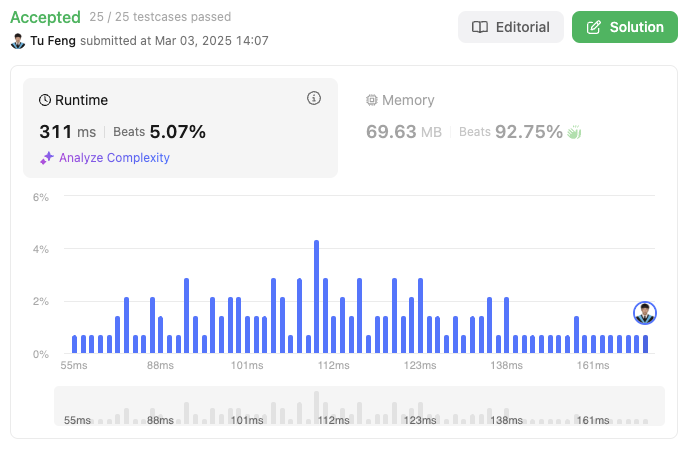 Accepted 25 / 25 testcases passed
Tu Feng submitted at Mar 03, 2025 14:07
Editorial
Solution
Runtime
311 ms Beats 5.07%
Analyze Complexity
Memory
69.63 MB Beats 92.75%
6%
4%
2%
0%
55ms 88ms 101ms 112ms 123ms 138ms 161ms
55ms 88ms 101ms 112ms 123ms 138ms 161ms